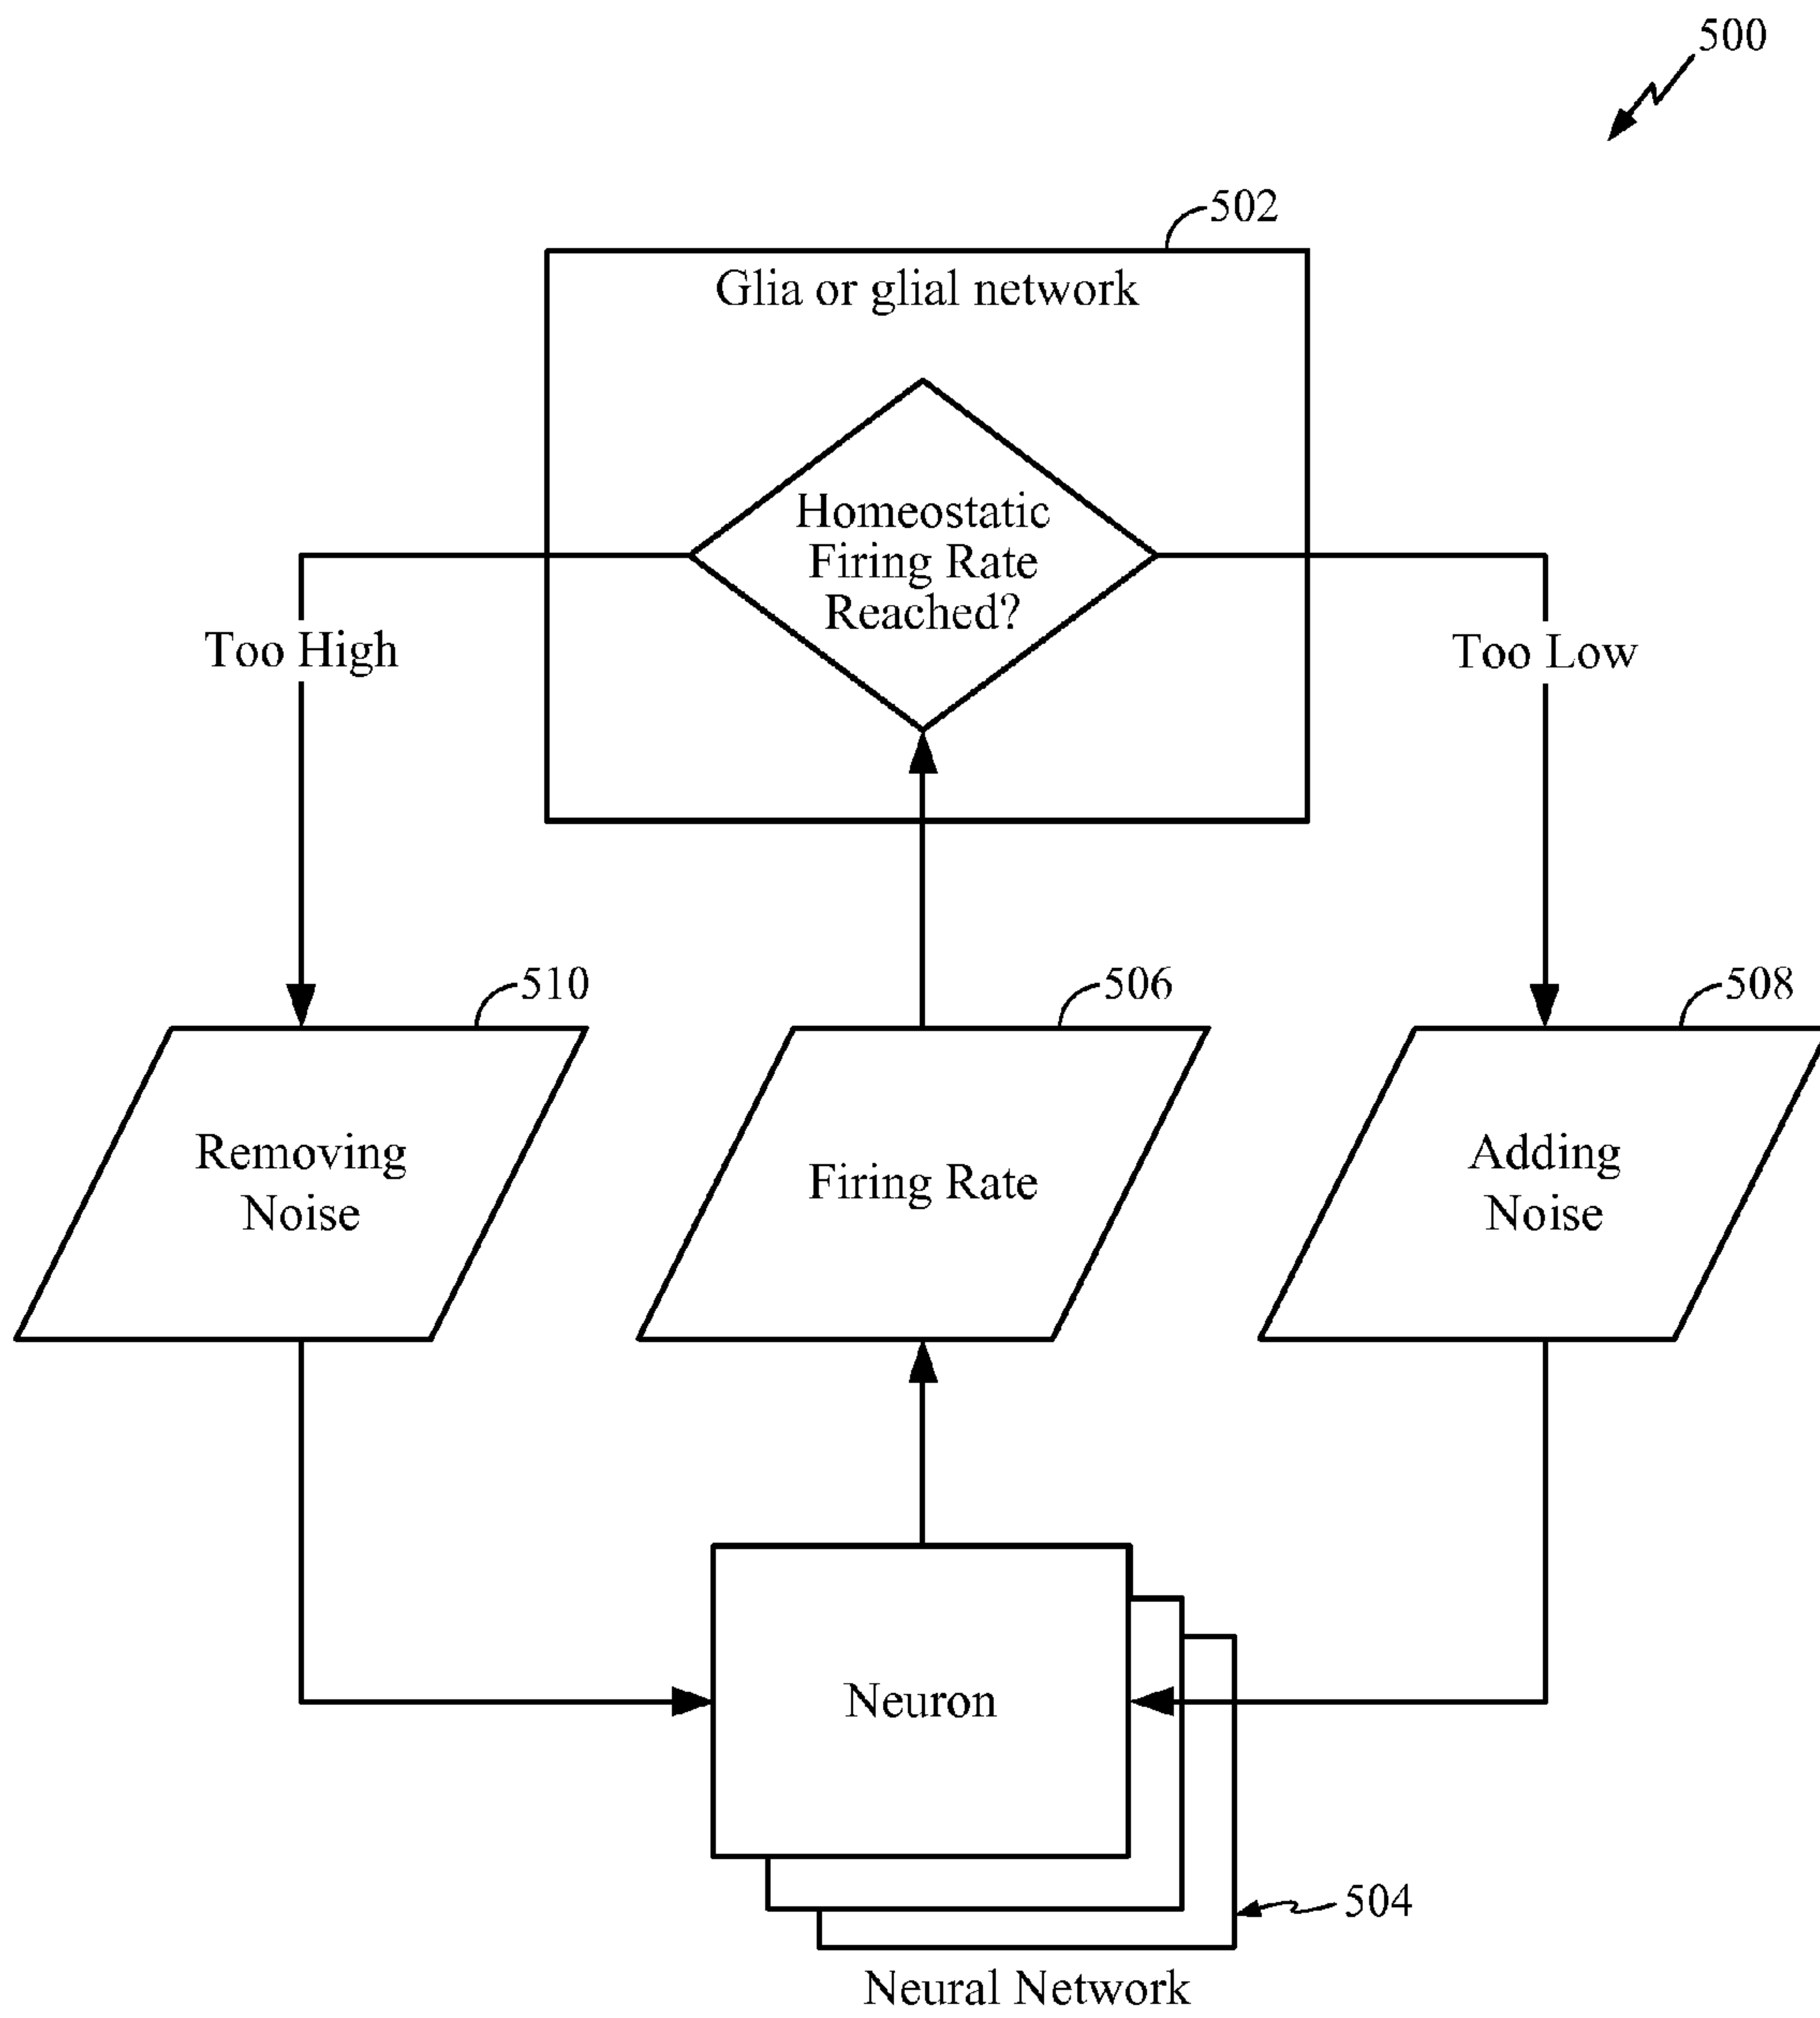 500
502
Glia or glial network
Homeostatic
Firing Rate
Reached?
Too High
Too Low
510
506
508
Removing
Noise
Firing Rate
Adding
Noise
Neuron
504
Neural Network